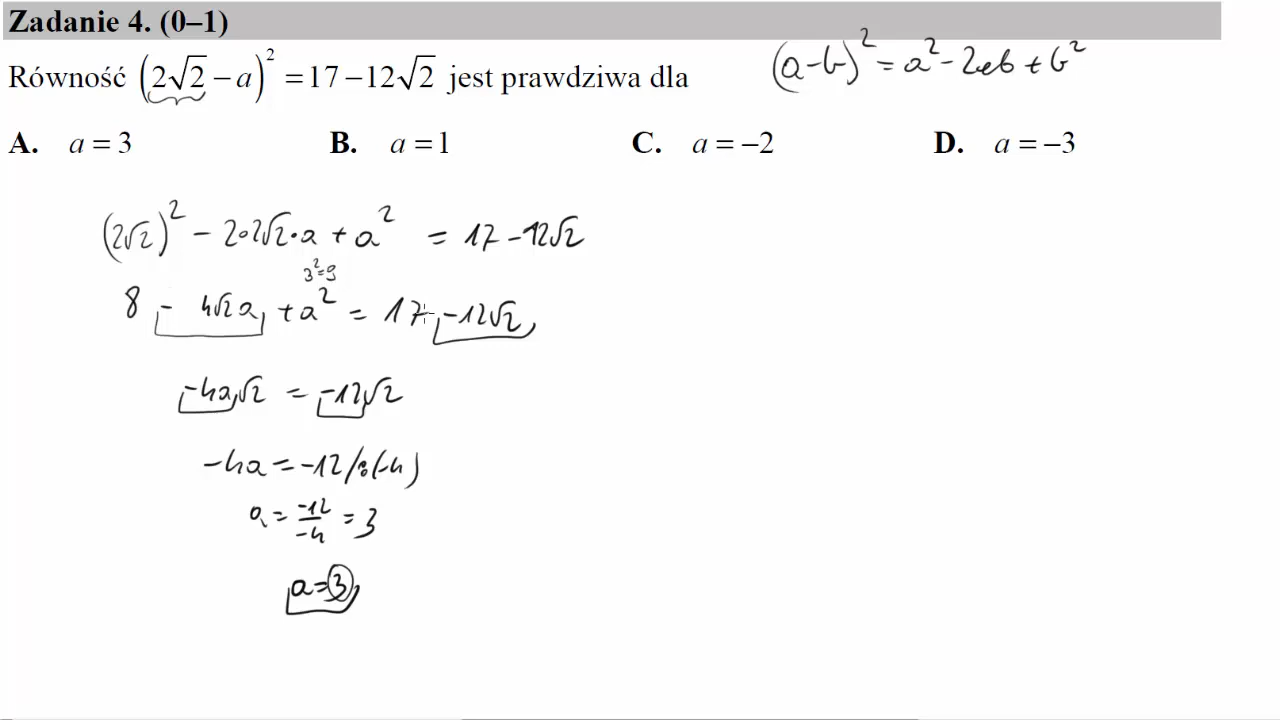 Zadanie 4. (0–1)
(a-b)² = a² - 2ab + b²
Równość (2√2 − a)² = 17 − 12√2 jest prawdziwa dla
A. a = 3 B. a = 1 C. a = −2 D. a = −3
(2√2)² - 2·2√2·a + a² = 17 - 12√2
3²=9
8 - 4√2a + a² = 17 - 12√2
-4a√2 = -12√2
-4a = -12 /:(-4)
a = -12/-4 = 3
a = 3